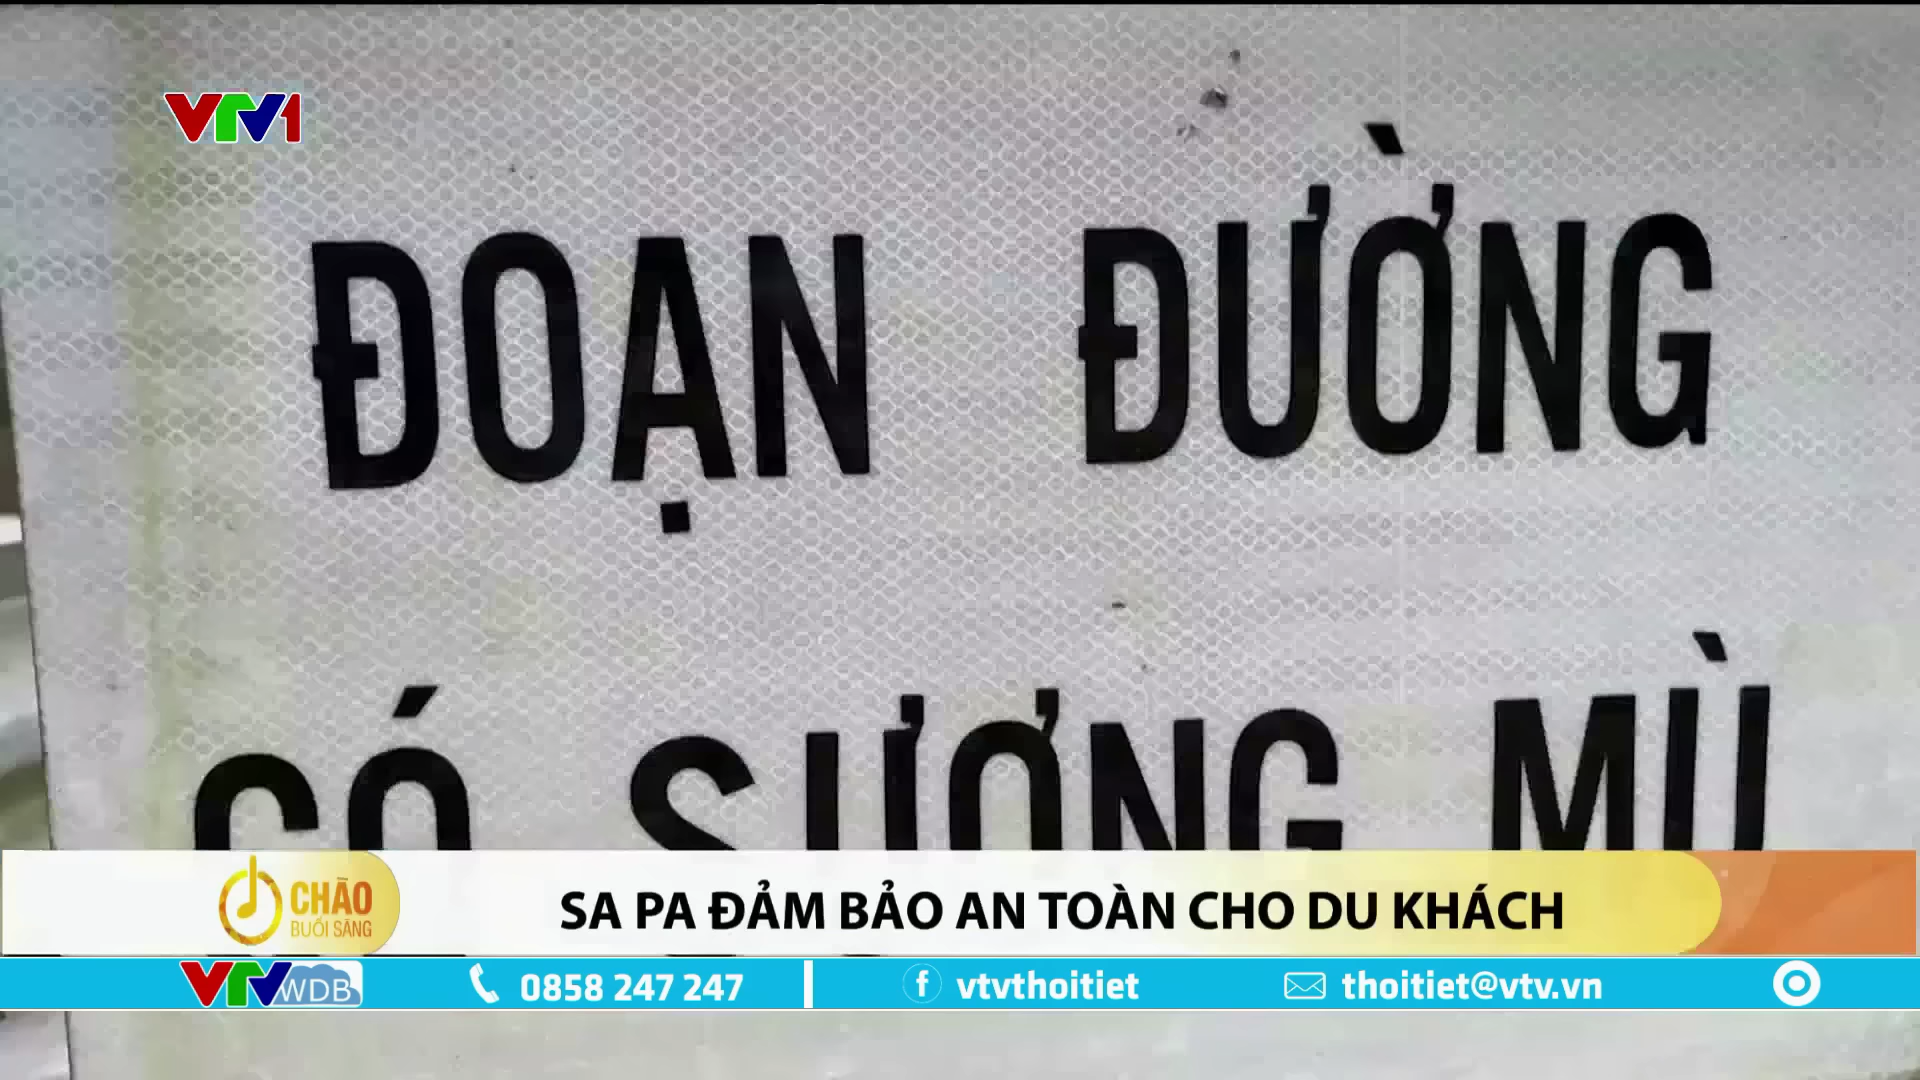 VTV1
ĐOẠN ĐƯỜNG
CÓ SƯƠNG MÙ
CHÀO
BUỔI SÁNG
SA PA ĐẢM BẢO AN TOÀN CHO DU KHÁCH
VTV WDB
0858 247 247
vtvthoitiet
thoitiet@vtv.vn